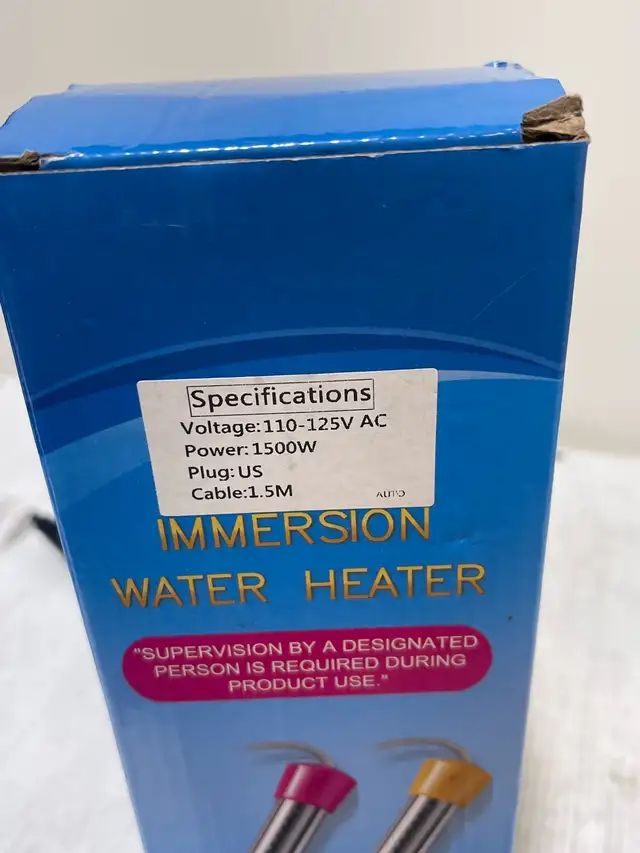 Specifications
Voltage:110-125V AC
Power:1500W
Plug:US
Cable:1.5M
AUTO
IMMERSION
WATER HEATER
"SUPERVISION BY A DESIGNATED
PERSON IS REQUIRED DURING
PRODUCT USE."